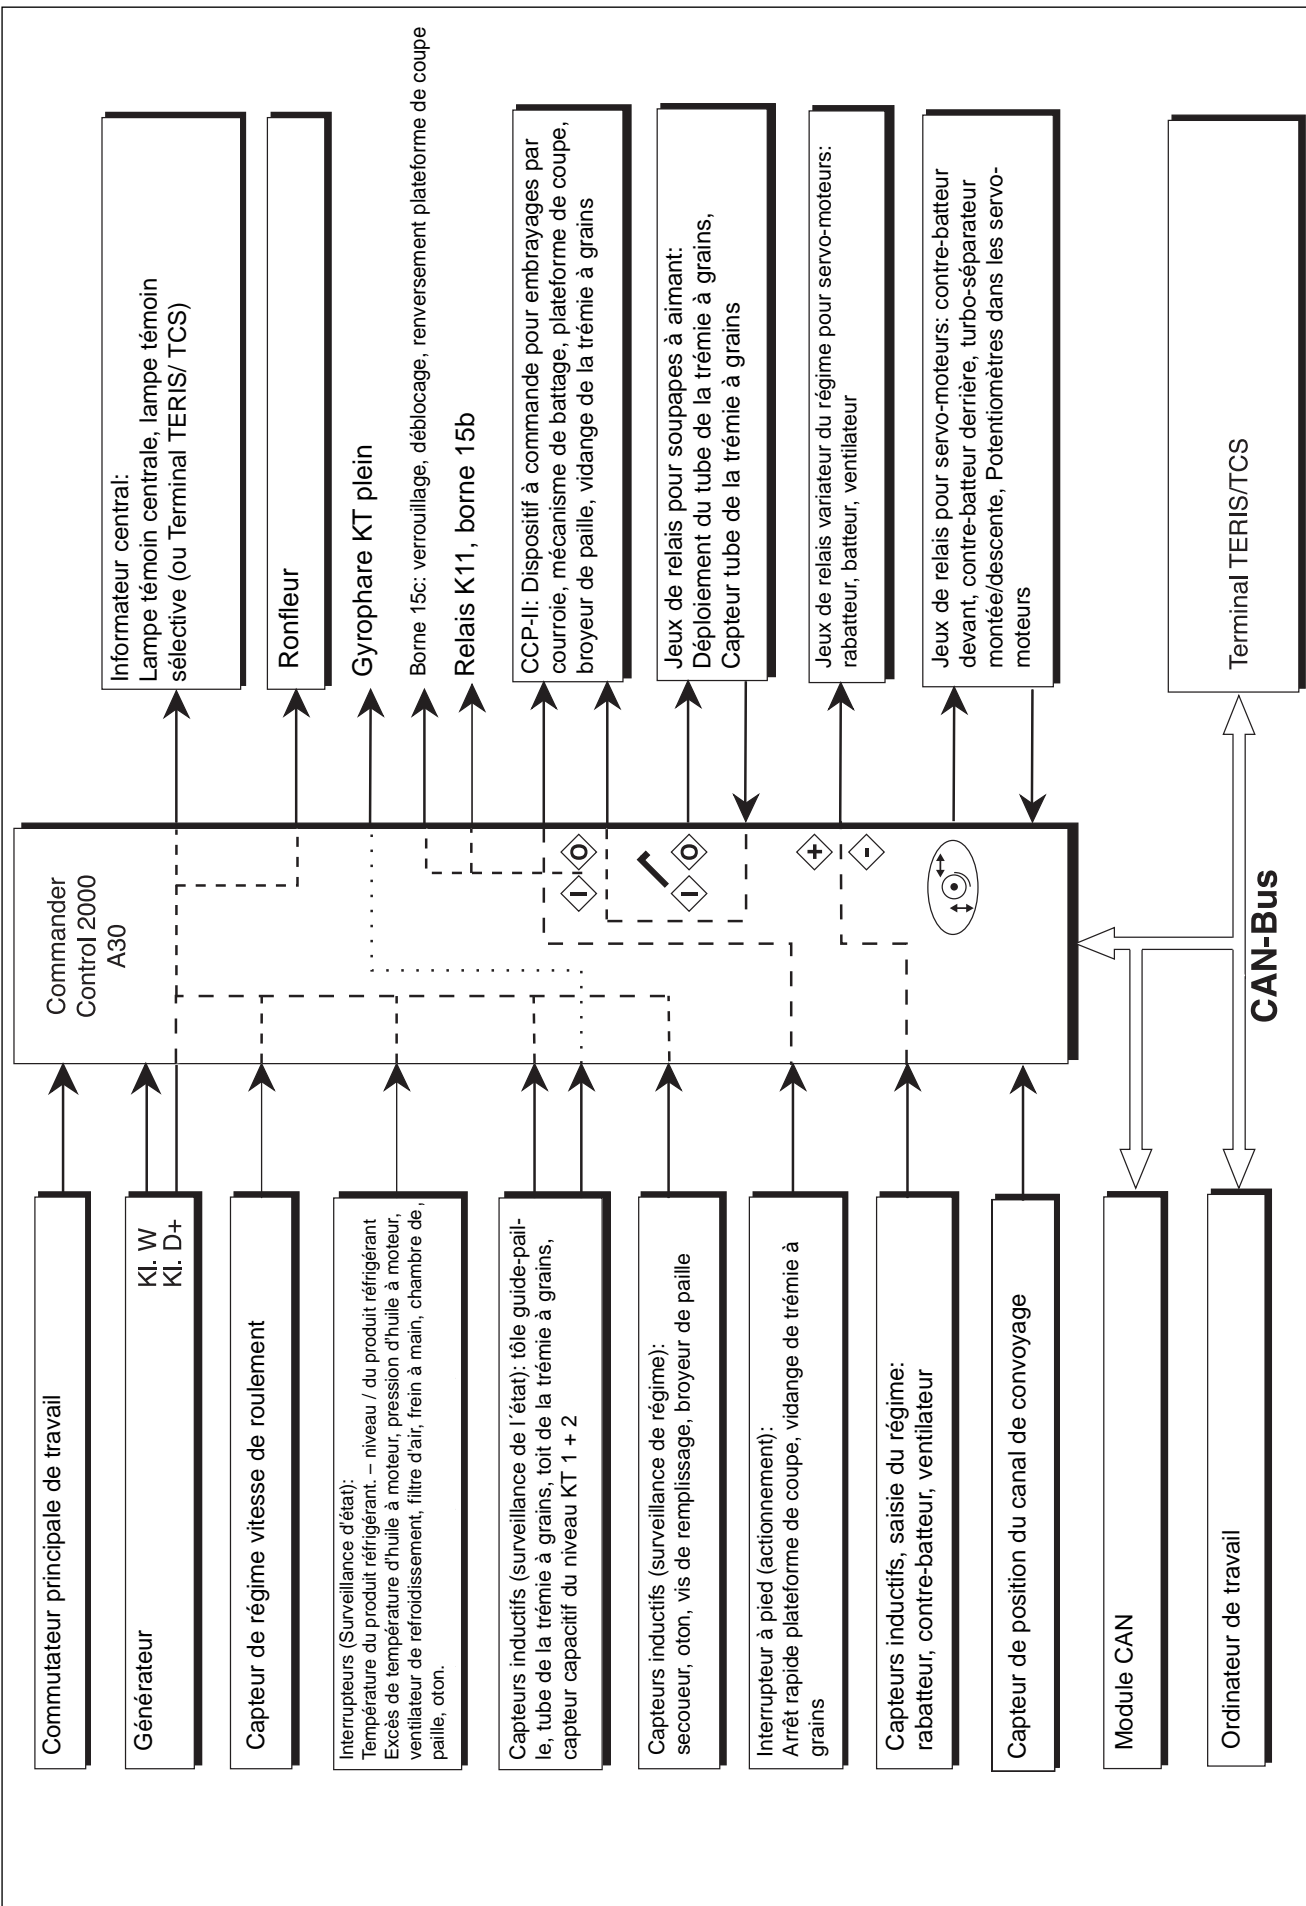 Commutateur principale de travail
Générateur
Kl. W
Kl. D+
Capteur de régime vitesse de roulement
Interrupteurs (Surveillance d'état):
Température du produit réfrigérant. – niveau / du produit réfrigérant
Excès de température d'huile à moteur, pression d'huile à moteur,
ventilateur de refroidissement, filtre d'air, frein à main, chambre de,
paille, oton.
Capteurs inductifs (surveillance de l´état): tôle guide-pail-
le, tube de la trémie à grains, toit de la trémie à grains,
capteur capacitif du niveau KT 1 + 2
Capteurs inductifs (surveillance de régime):
secoueur, oton, vis de remplissage, broyeur de paille
Interrupteur à pied (actionnement):
Arrêt rapide plateforme de coupe, vidange de trémie à
grains
Capteurs inductifs, saisie du régime:
rabatteur, contre-batteur, ventilateur
Capteur de position du canal de convoyage
Module CAN
Ordinateur de travail
Commander
Control 2000
A30
I O
I O
+
-
CAN-Bus
Informateur central:
Lampe témoin centrale, lampe témoin
sélective (ou Terminal TERIS/ TCS)
Ronfleur
Gyrophare KT plein
Borne 15c: verrouillage, déblocage, renversement plateforme de coupe
Relais K11, borne 15b
CCP-II: Dispositif à commande pour embrayages par
courroie, mécanisme de battage, plateforme de coupe,
broyeur de paille, vidange de la trémie à grains
Jeux de relais pour soupapes à aimant:
Déploiement du tube de la trémie à grains,
Capteur tube de la trémie à grains
Jeux de relais variateur du régime pour servo-moteurs:
rabatteur, batteur, ventilateur
Jeux de relais pour servo-moteurs: contre-batteur
devant, contre-batteur derrière, turbo-séparateur
montée/descente, Potentiomètres dans les servo-
moteurs
Terminal TERIS/TCS